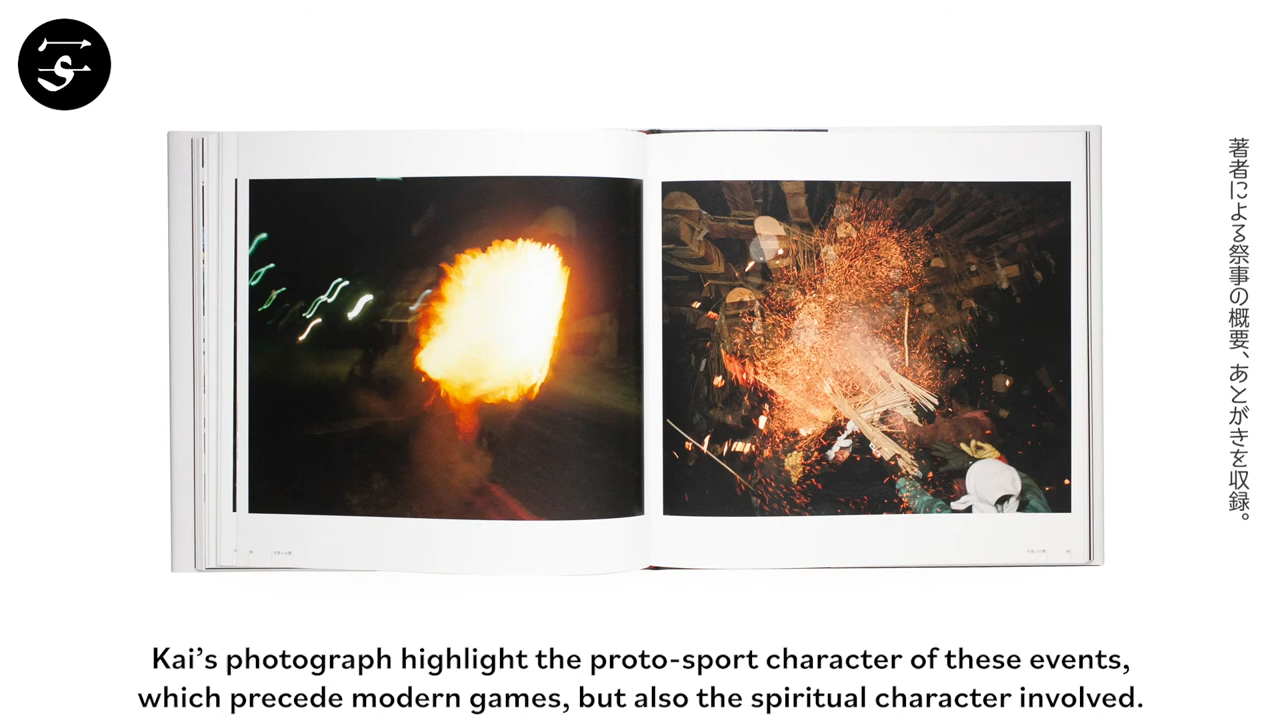 著者による祭事の概要、あとがきを収録。
Kai’s photograph highlight the proto-sport character of these events,
which precede modern games, but also the spiritual character involved.